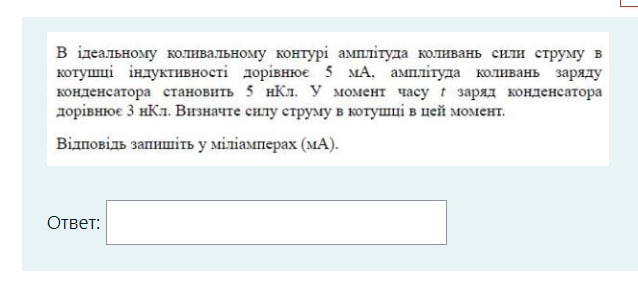 В ідеальному коливальному контурі амплітуда коливань сили струму в
котушці індуктивності дорівнює 5 мА, амплітуда коливань заряду
конденсатора становить 5 нКл. У момент часу t заряд конденсатора
дорівнює 3 нКл. Визначте силу струму в котушці в цей момент.
Відповідь запишіть у міліамперах (мА).
Ответ: